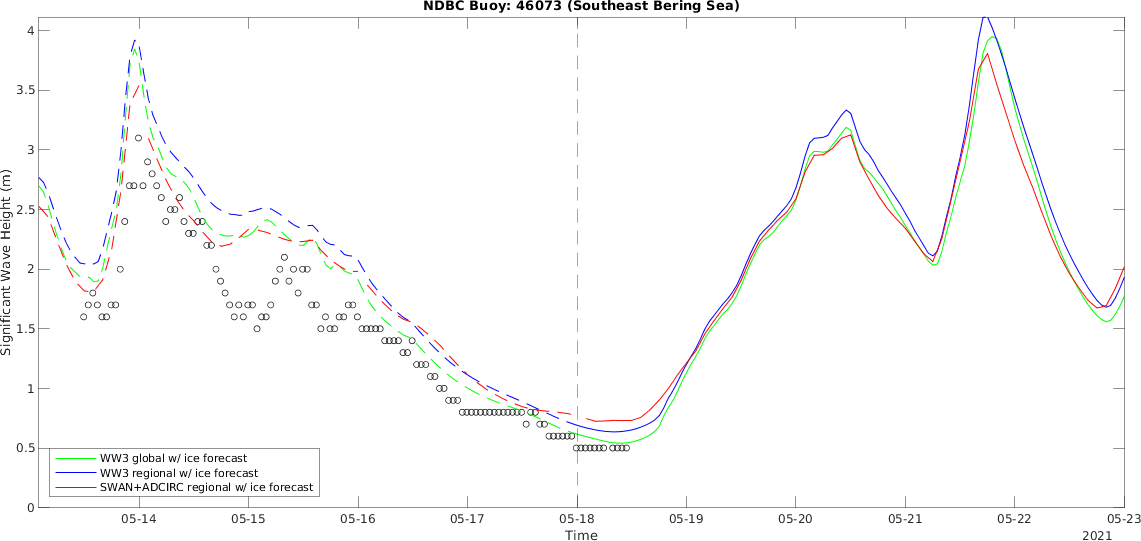 NDBC Buoy: 46073 (Southeast Bering Sea)
Significant Wave Height (m)
4
3.5
3
2.5
2
1.5
1
0.5
0
WW3 global w/ ice forecast
WW3 regional w/ ice forecast
SWAN+ADCIRC regional w/ ice forecast
05-14 05-15 05-16 05-17 05-18 05-19 05-20 05-21 05-22 05-23
Time
2021